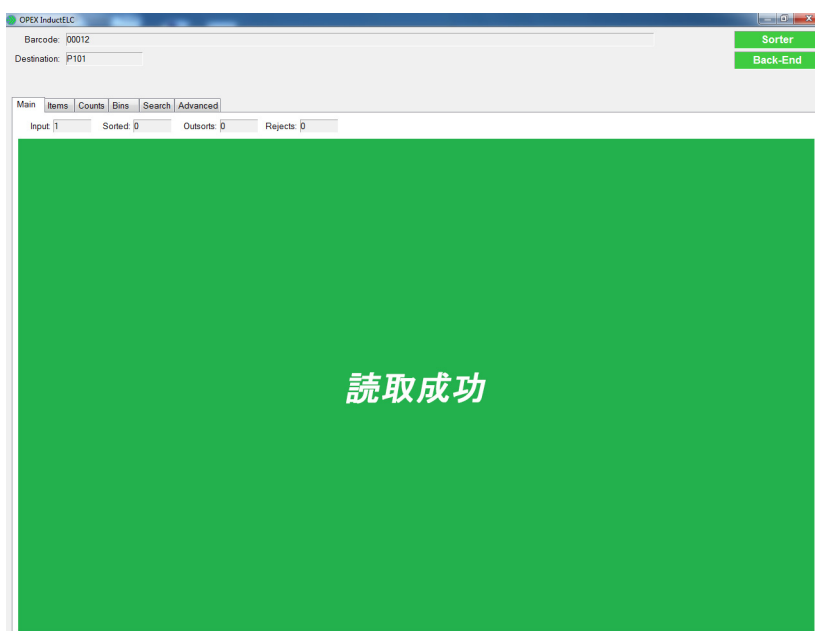 OPEX InductELC
Barcode: 00012
Sorter
Destination: P101
Back-End
Main Items Counts Bins Search Advanced
Input: 1 Sorted: 0 Outsorts: 0 Rejects: 0
読取成功